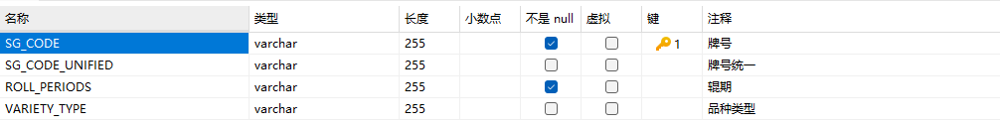 名称 类型 长度 小数点 不是 null 虚拟 键 注释
SG_CODE varchar 255 1 牌号
SG_CODE_UNIFIED varchar 255 牌号统一
ROLL_PERIODS varchar 255 辊期
VARIETY_TYPE varchar 255 品种类型